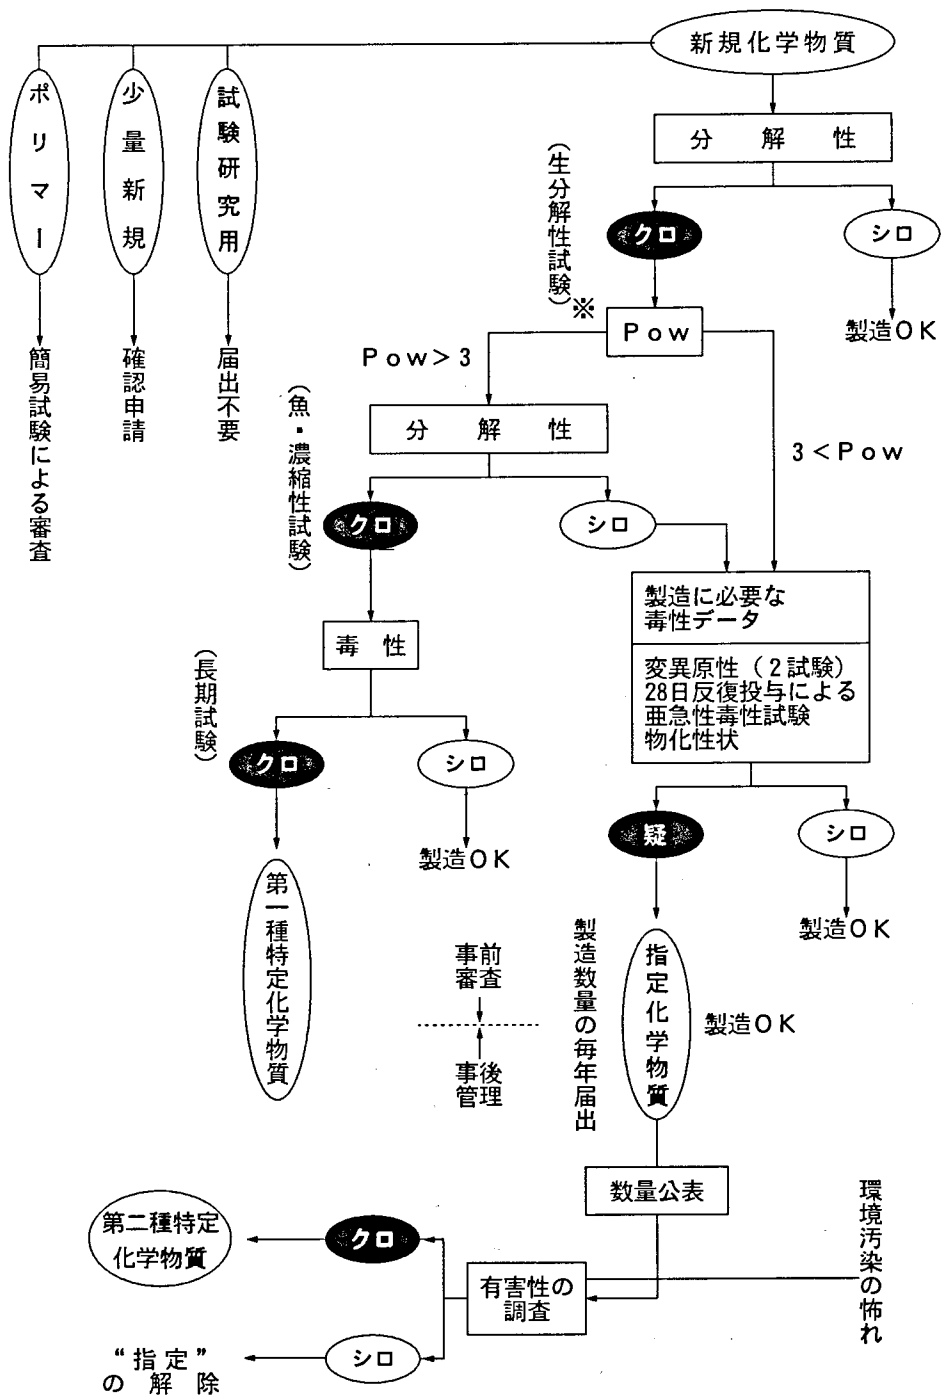 新規化学物質
ポリマー
少量新規
試験研究用
簡易試験による審査
確認申請
届出不要
分解性
(生分解性試験)※
クロ
シロ
製造OK
Pow
Pow>3
3<Pow
分解性
(魚・濃縮性試験)
クロ
シロ
毒性
(長期試験)
クロ
シロ
製造OK
第一種特定化学物質
製造に必要な
毒性データ
変異原性(2試験)
28日反復投与による
亜急性毒性試験
物化性状
疑
シロ
製造OK
指定化学物質
製造OK
製造数量の毎年届出
事前
審査
事後
管理
数量公表
環境汚染の怖れ
有害性の
調査
クロ
第二種特定
化学物質
シロ
“指定”
の解除